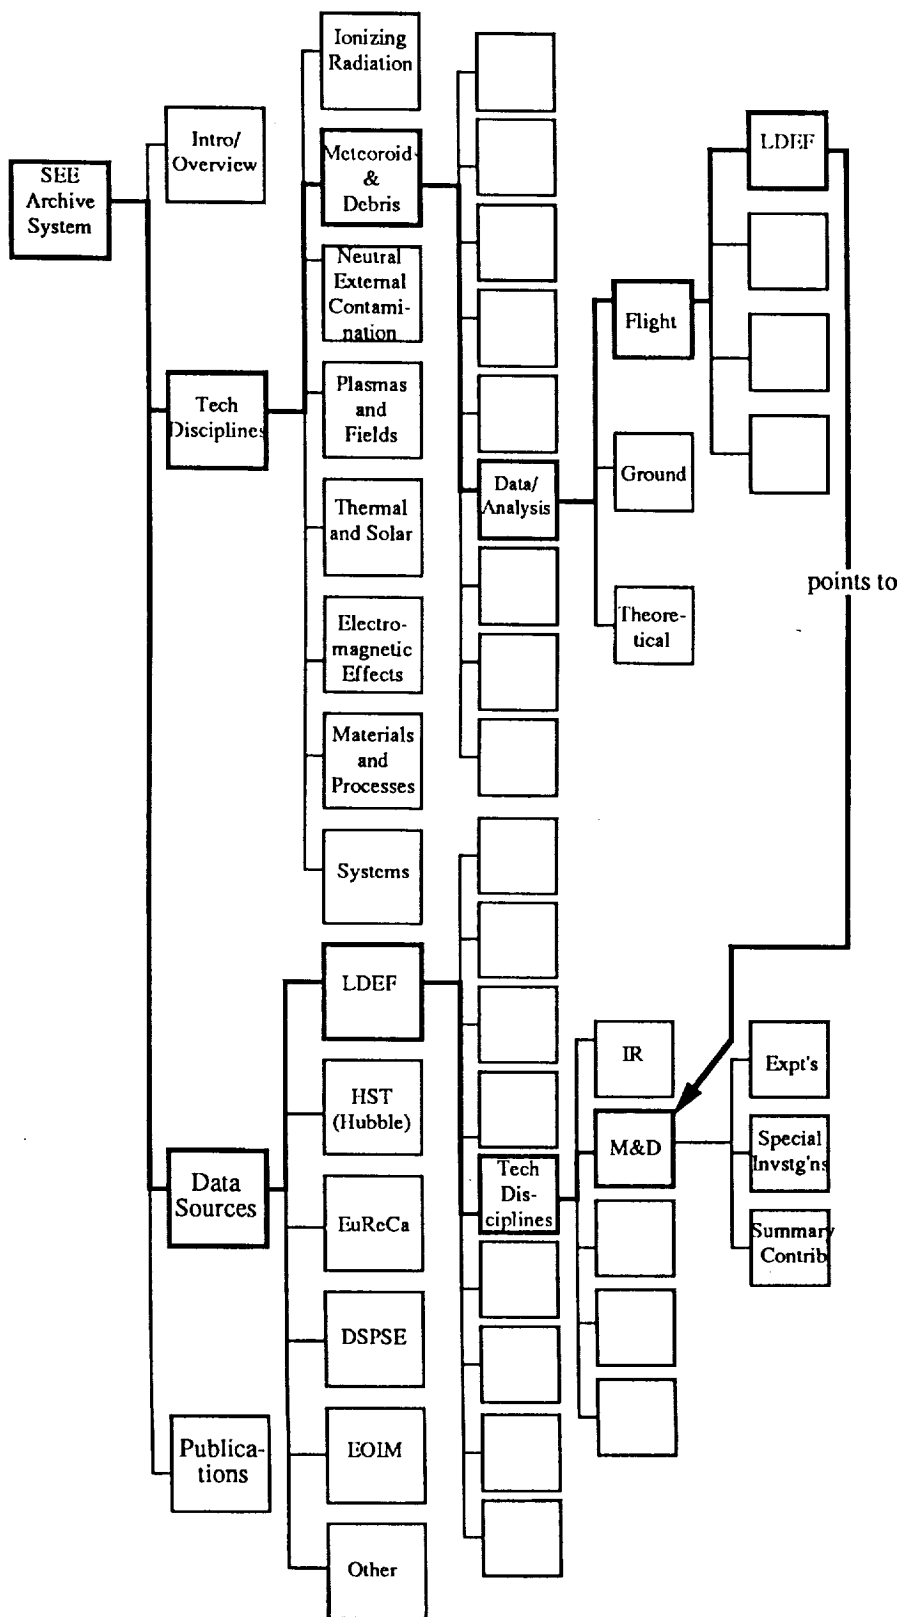 SEE
Archive
System
Intro/
Overview
Tech
Disciplines
Data
Sources
Publica-
tions
Ionizing
Radiation
Meteoroid
&
Debris
Neutral
External
Contami-
nation
Plasmas
and
Fields
Thermal
and Solar
Electro-
magnetic
Effects
Materials
and
Processes
Systems
LDEF
HST
(Hubble)
EuReCa
DSPSE
EOIM
Other
Data/
Analysis
Tech
Dis-
ciplines
Flight
Ground
Theore-
tical
IR
M&D
LDEF
points to
Expt's
Special
Invstg'ns
Summary
Contrib